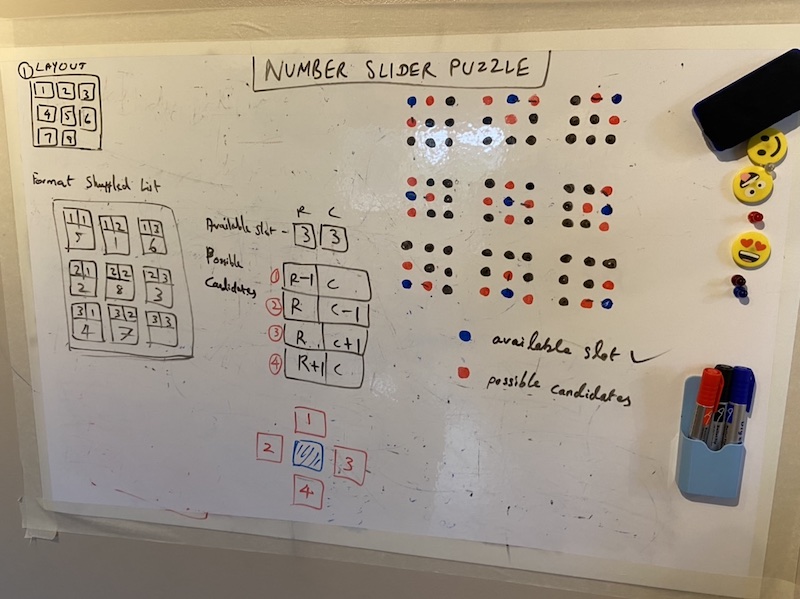 NUMBER SLIDER PUZZLE
1 LAYOUT
1 2 3
4 5 6
7 8
Format Shuffled List
1 1 1 2 1 3
5 1 6
2 1 2 2 2 3
2 8 3
3 1 3 2 3 3
4 7
R C
Available slot - 3 3
Possible
Candidates
1 R-1 C
2 R C-1
3 R C+1
4 R+1 C
1
2 3
4
available slot
possible candidates